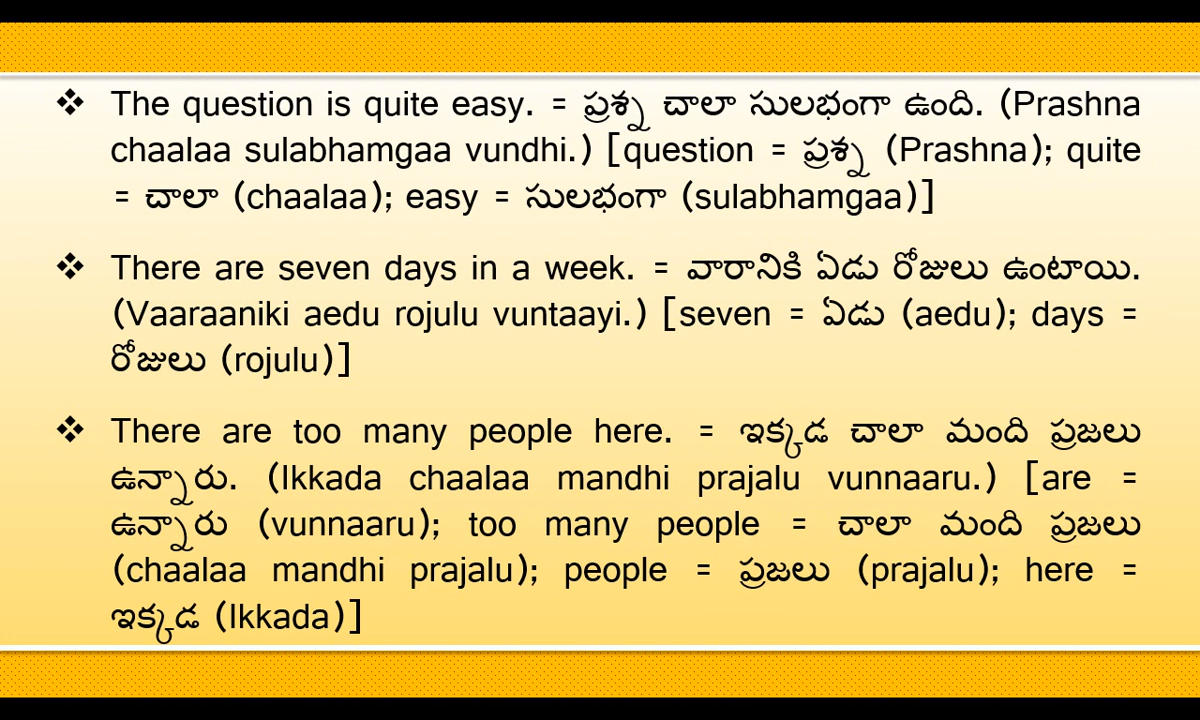 ❖ The question is quite easy. = ప్రశ్న చాలా సులభంగా ఉంది. (Prashna
chaalaa sulabhamgaa vundhi.) [question = ప్రశ్న (Prashna); quite
= చాలా (chaalaa); easy = సులభంగా (sulabhamgaa)]
❖ There are seven days in a week. = వారానికి ఏడు రోజులు ఉంటాయి.
(Vaaraaniki aedu rojulu vuntaayi.) [seven = ఏడు (aedu); days =
రోజులు (rojulu)]
❖ There are too many people here. = ఇక్కడ చాలా మంది ప్రజలు
ఉన్నారు. (Ikkada chaalaa mandhi prajalu vunnaaru.) [are =
ఉన్నారు (vunnaaru); too many people = చాలా మంది ప్రజలు
(chaalaa mandhi prajalu); people = ప్రజలు (prajalu); here =
ఇక్కడ (Ikkada)]